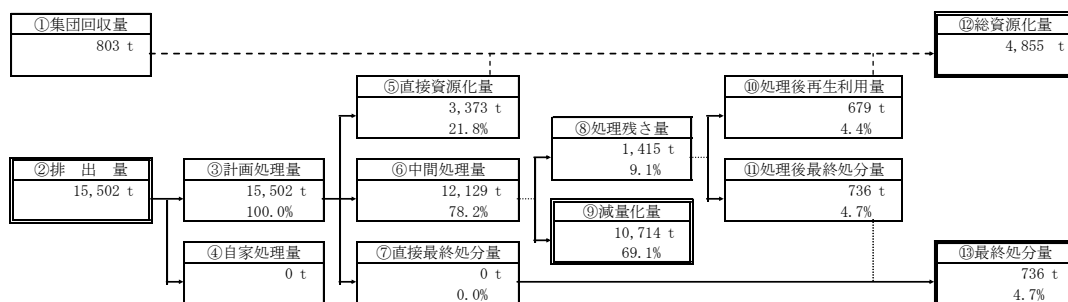 ①集団回収量
803 t
⑫総資源化量
4,855 t
⑤直接資源化量
3,373 t
21.8%
⑩処理後再生利用量
679 t
4.4%
⑧処理残さ量
1,415 t
9.1%
②排 出 量
15,502 t
③計画処理量
15,502 t
100.0%
⑥中間処理量
12,129 t
78.2%
⑪処理後最終処分量
736 t
4.7%
⑨減量化量
10,714 t
69.1%
④自家処理量
0 t
⑦直接最終処分量
0 t
0.0%
⑬最終処分量
736 t
4.7%